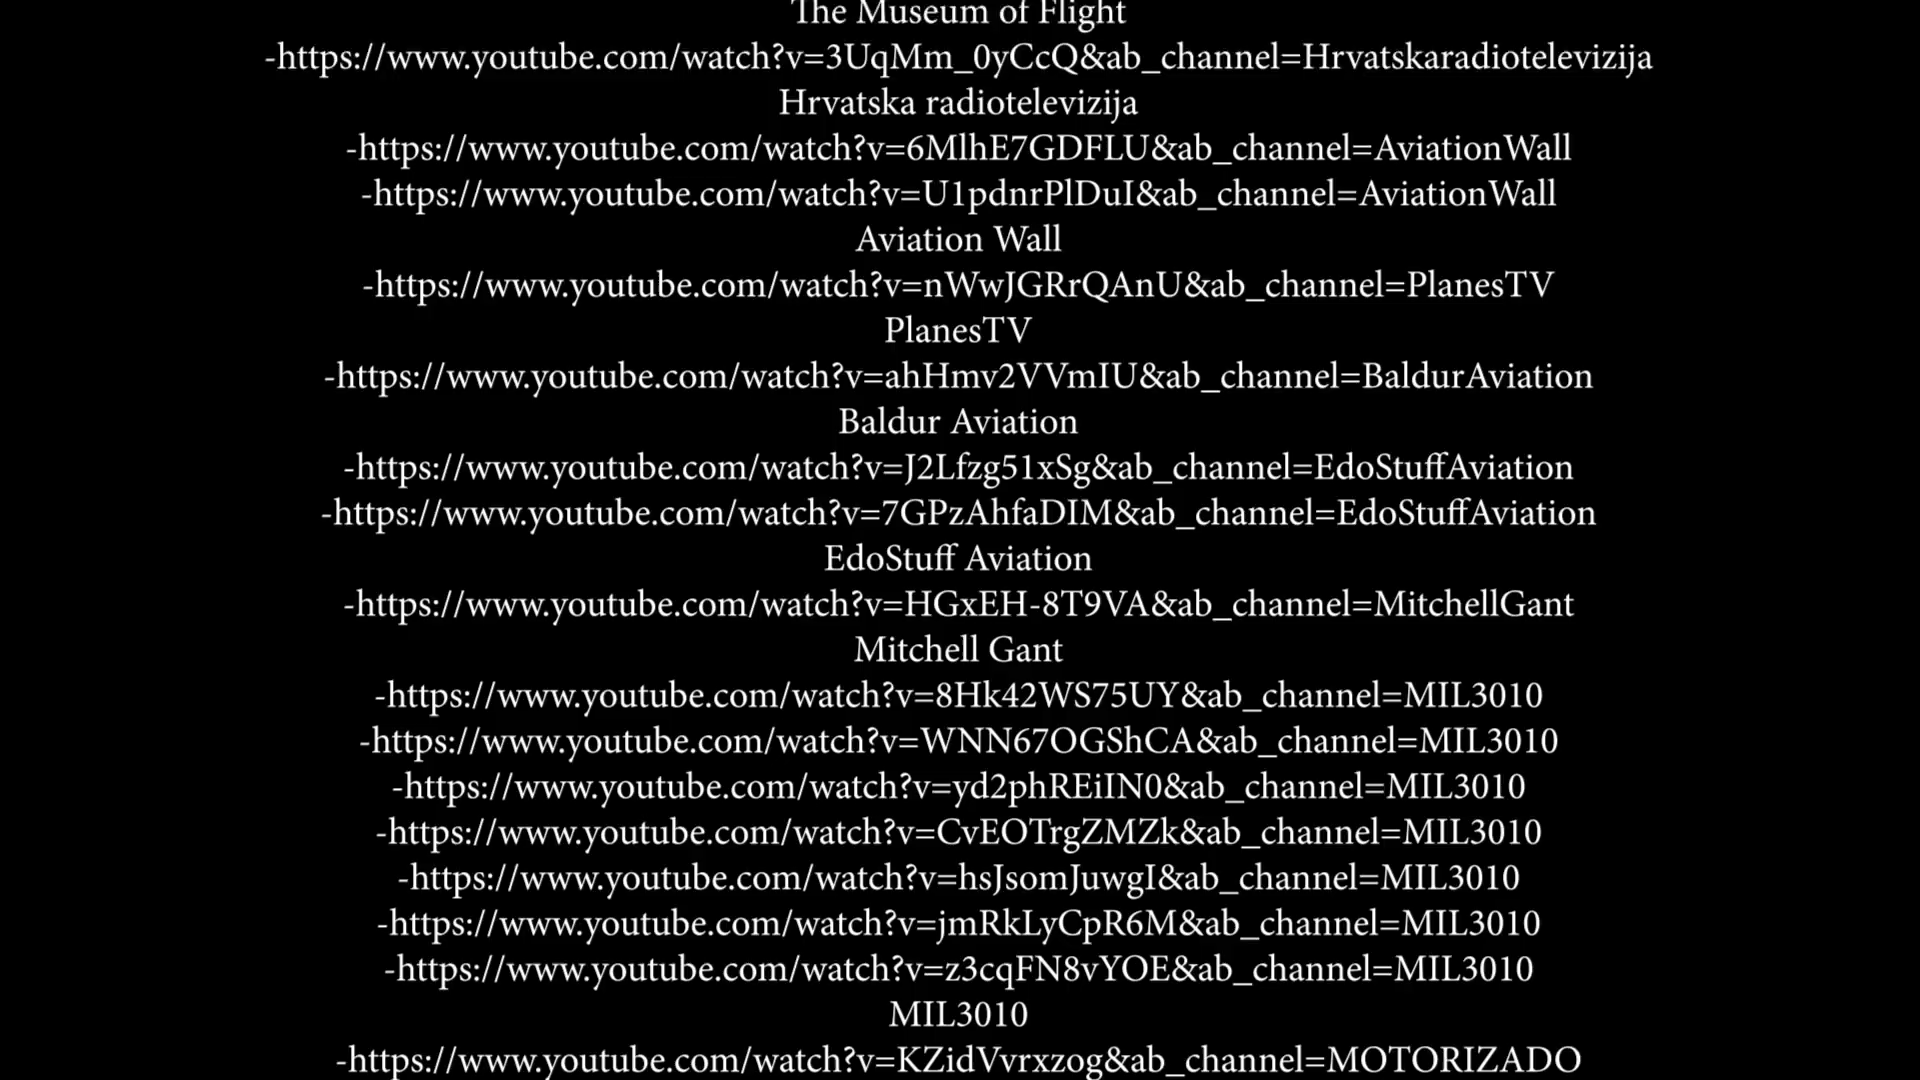 The Museum of Flight
-https://www.youtube.com/watch?v=3UqMm_0yCcQ&ab_channel=Hrvatskaradiotelevizija
Hrvatska radiotelevizija
-https://www.youtube.com/watch?v=6MlhE7GDFLU&ab_channel=AviationWall
-https://www.youtube.com/watch?v=U1pdnrPlDuI&ab_channel=AviationWall
Aviation Wall
-https://www.youtube.com/watch?v=nWwJGRrQAnU&ab_channel=PlanesTV
PlanesTV
-https://www.youtube.com/watch?v=ahHmv2VVmIU&ab_channel=BaldurAviation
Baldur Aviation
-https://www.youtube.com/watch?v=J2Lfzg51xSg&ab_channel=EdoStuffAviation
-https://www.youtube.com/watch?v=7GPzAhfaDIM&ab_channel=EdoStuffAviation
EdoStuff Aviation
-https://www.youtube.com/watch?v=HGxEH-8T9VA&ab_channel=MitchellGant
Mitchell Gant
-https://www.youtube.com/watch?v=8Hk42WS75UY&ab_channel=MIL3010
-https://www.youtube.com/watch?v=WNN67OGShCA&ab_channel=MIL3010
-https://www.youtube.com/watch?v=yd2phREiIN0&ab_channel=MIL3010
-https://www.youtube.com/watch?v=CvEOTrgZMZk&ab_channel=MIL3010
-https://www.youtube.com/watch?v=hsJsomJuwgI&ab_channel=MIL3010
-https://www.youtube.com/watch?v=jmRkLyCpR6M&ab_channel=MIL3010
-https://www.youtube.com/watch?v=z3cqFN8vYOE&ab_channel=MIL3010
MIL3010
-https://www.youtube.com/watch?v=KZidVvrxzog&ab_channel=MOTORIZADO